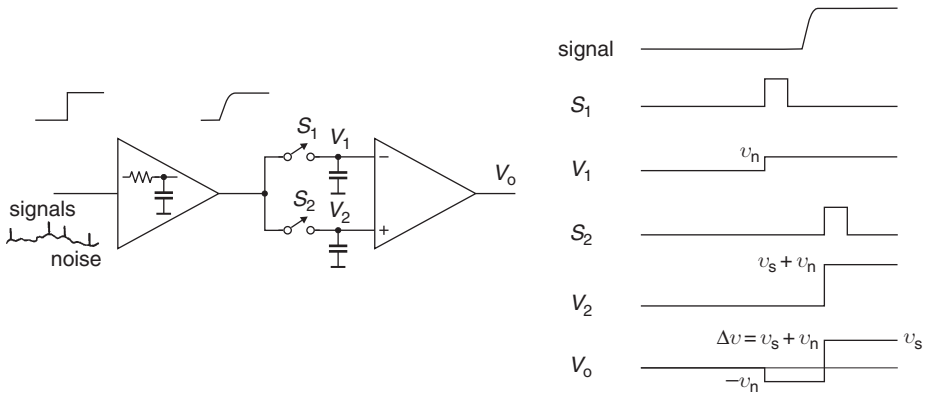 signals
noise
S1
V1
−
S2
V2
+
Vo
signal
S1
V1
υn
S2
V2
υs + υn
Vo
Δυ = υs + υn
υs
−υn